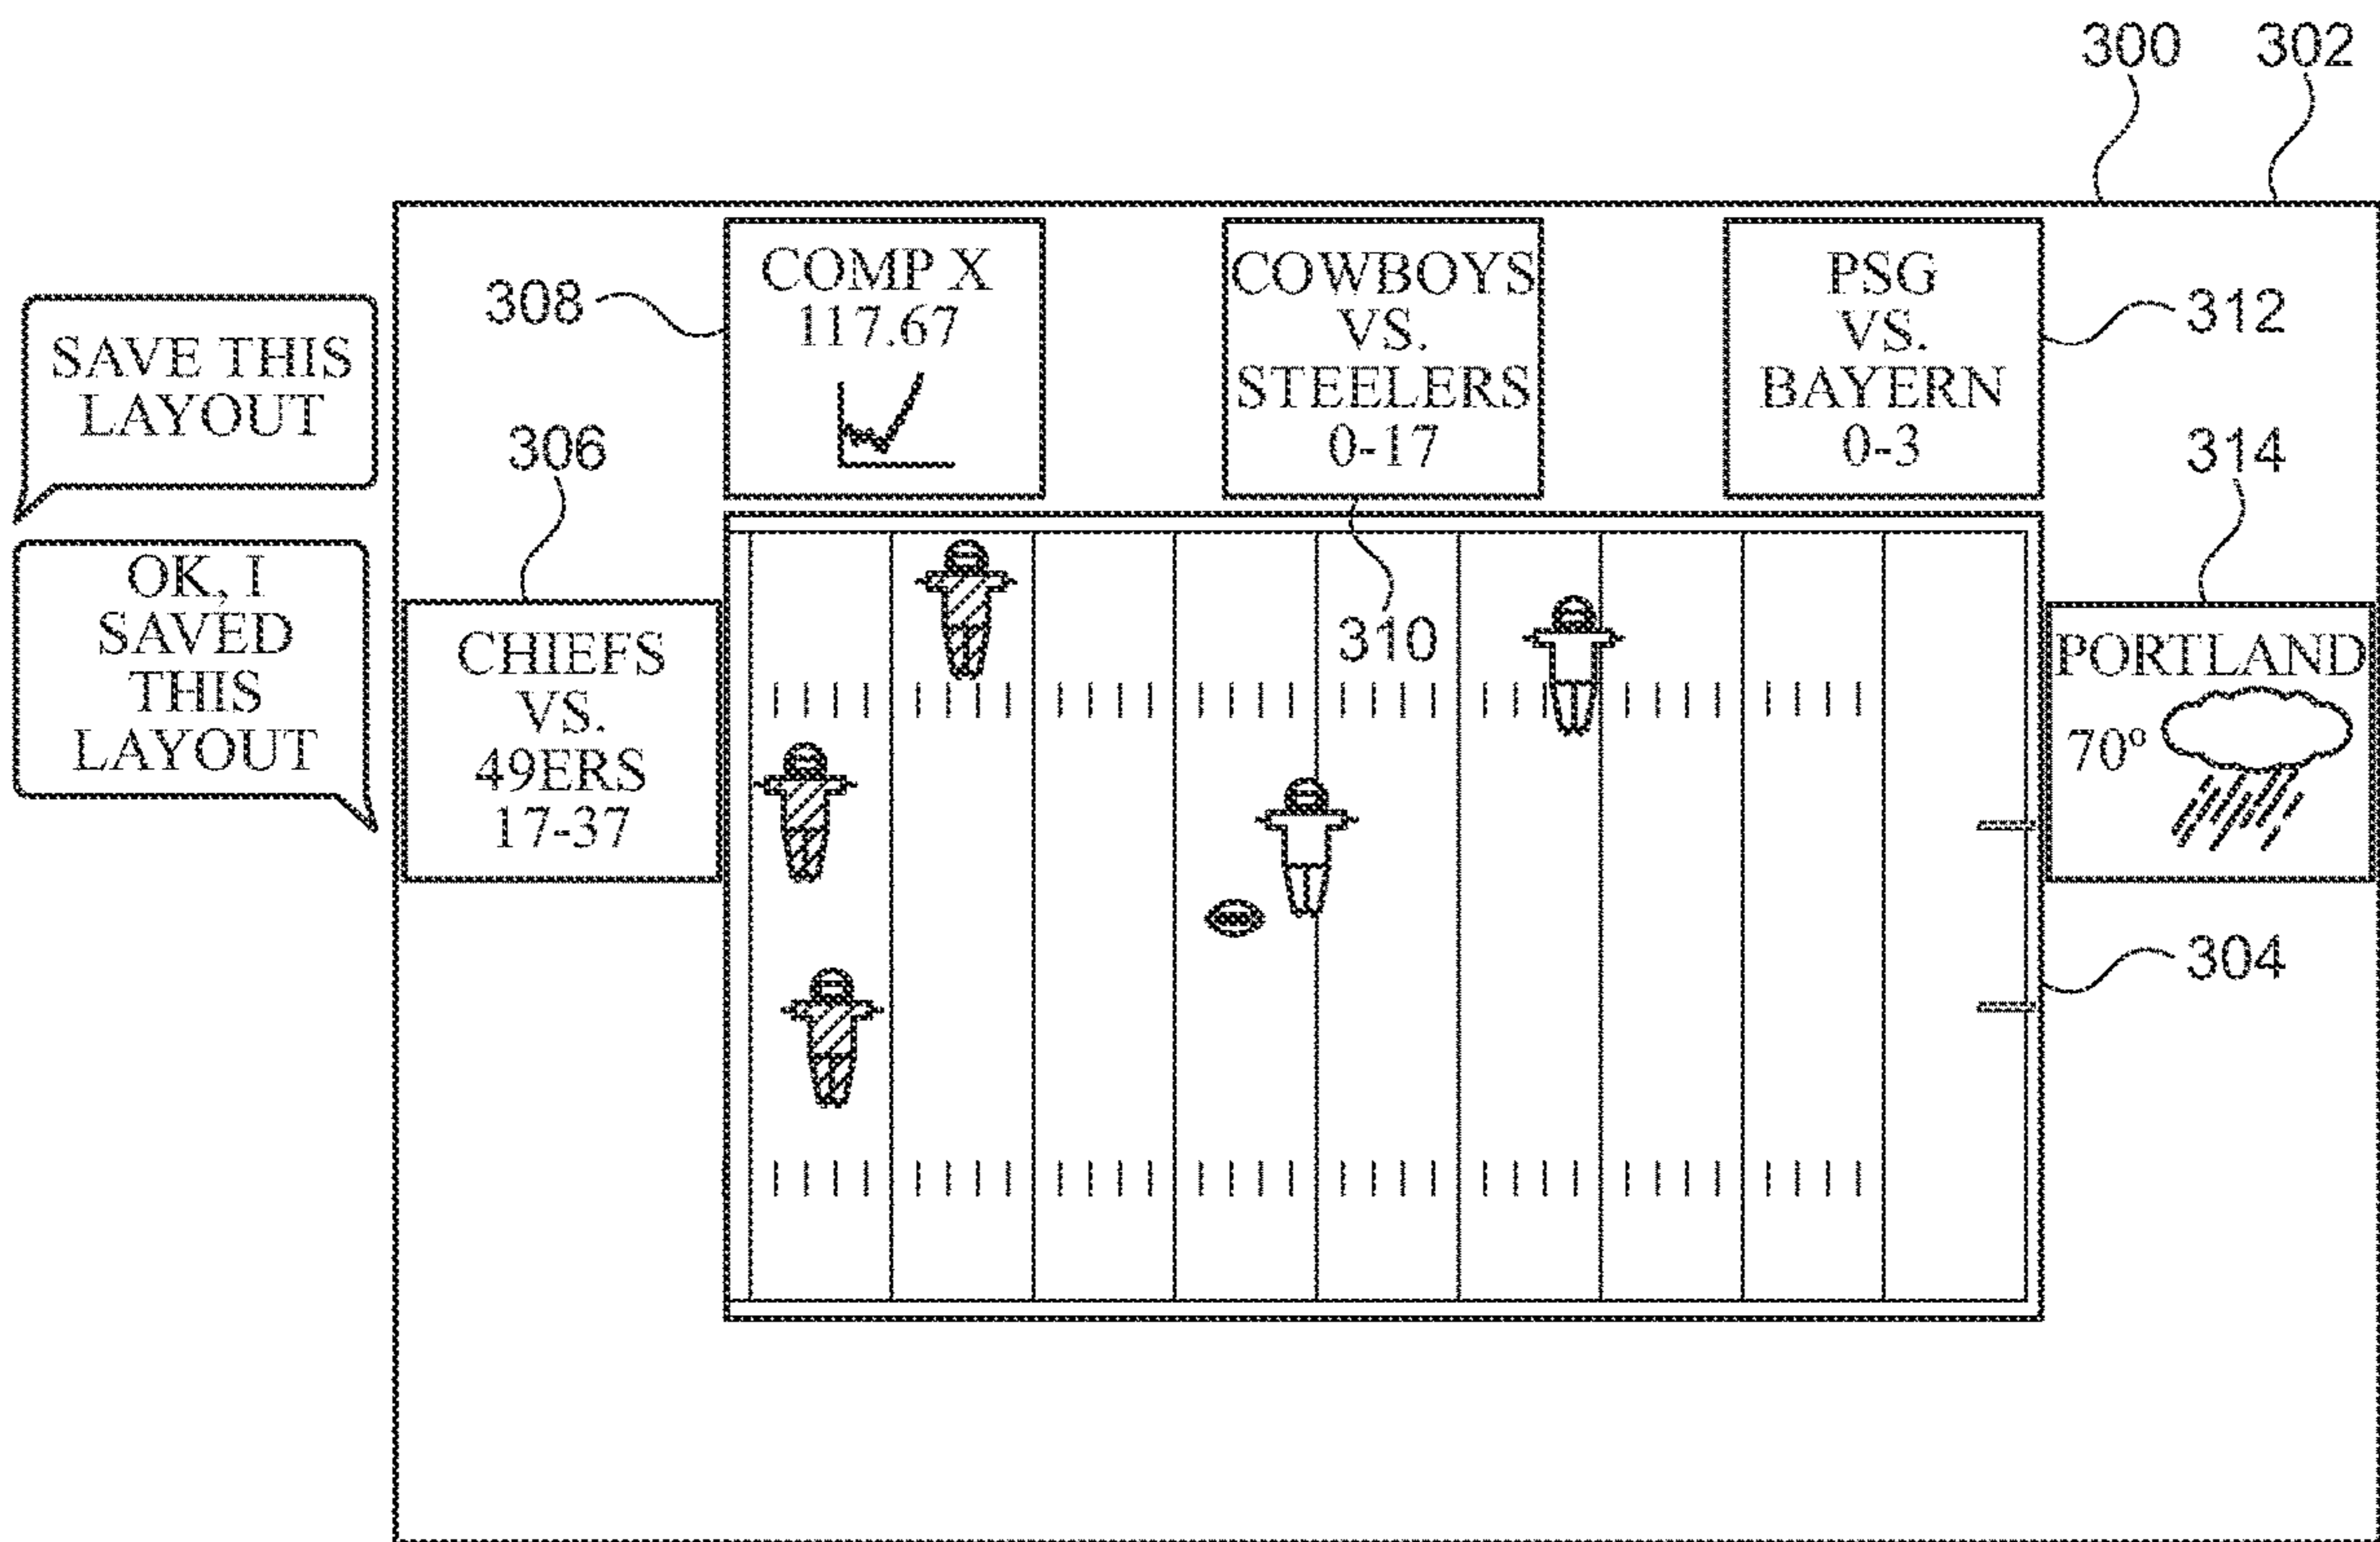 300 302
SAVE THIS
LAYOUT
OK, I
SAVED
THIS
LAYOUT
308
COMP X
117.67
COWBOYS
VS.
STEELERS
0-17
310
PSG
VS.
BAYERN
0-3
312
306
CHIEFS
VS.
49ERS
17-37
314
PORTLAND
70º
304